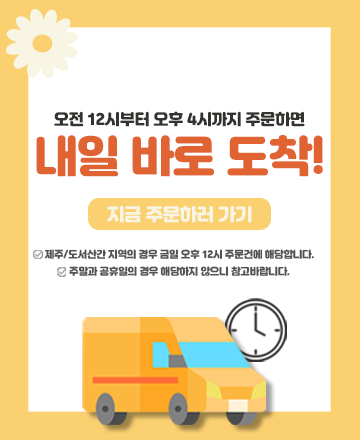 오전 12시부터 오후 4시까지 주문하면
내일 바로 도착!
지금 주문하러 가기
제주/도서산간 지역의 경우 금일 오후 12시 주문건에 해당합니다.
주말과 공휴일의 경우 해당하지 않으니 참고바랍니다.